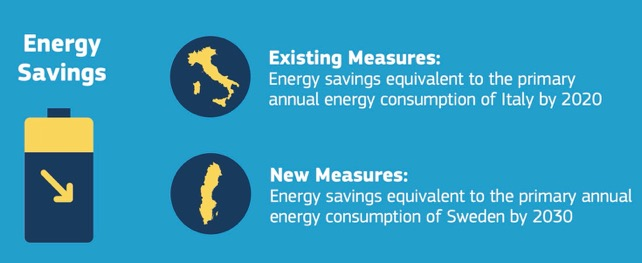 Energy
Savings
Existing Measures:
Energy savings equivalent to the primary
annual energy consumption of Italy by 2020
New Measures:
Energy savings equivalent to the primary annual
energy consumption of Sweden by 2030